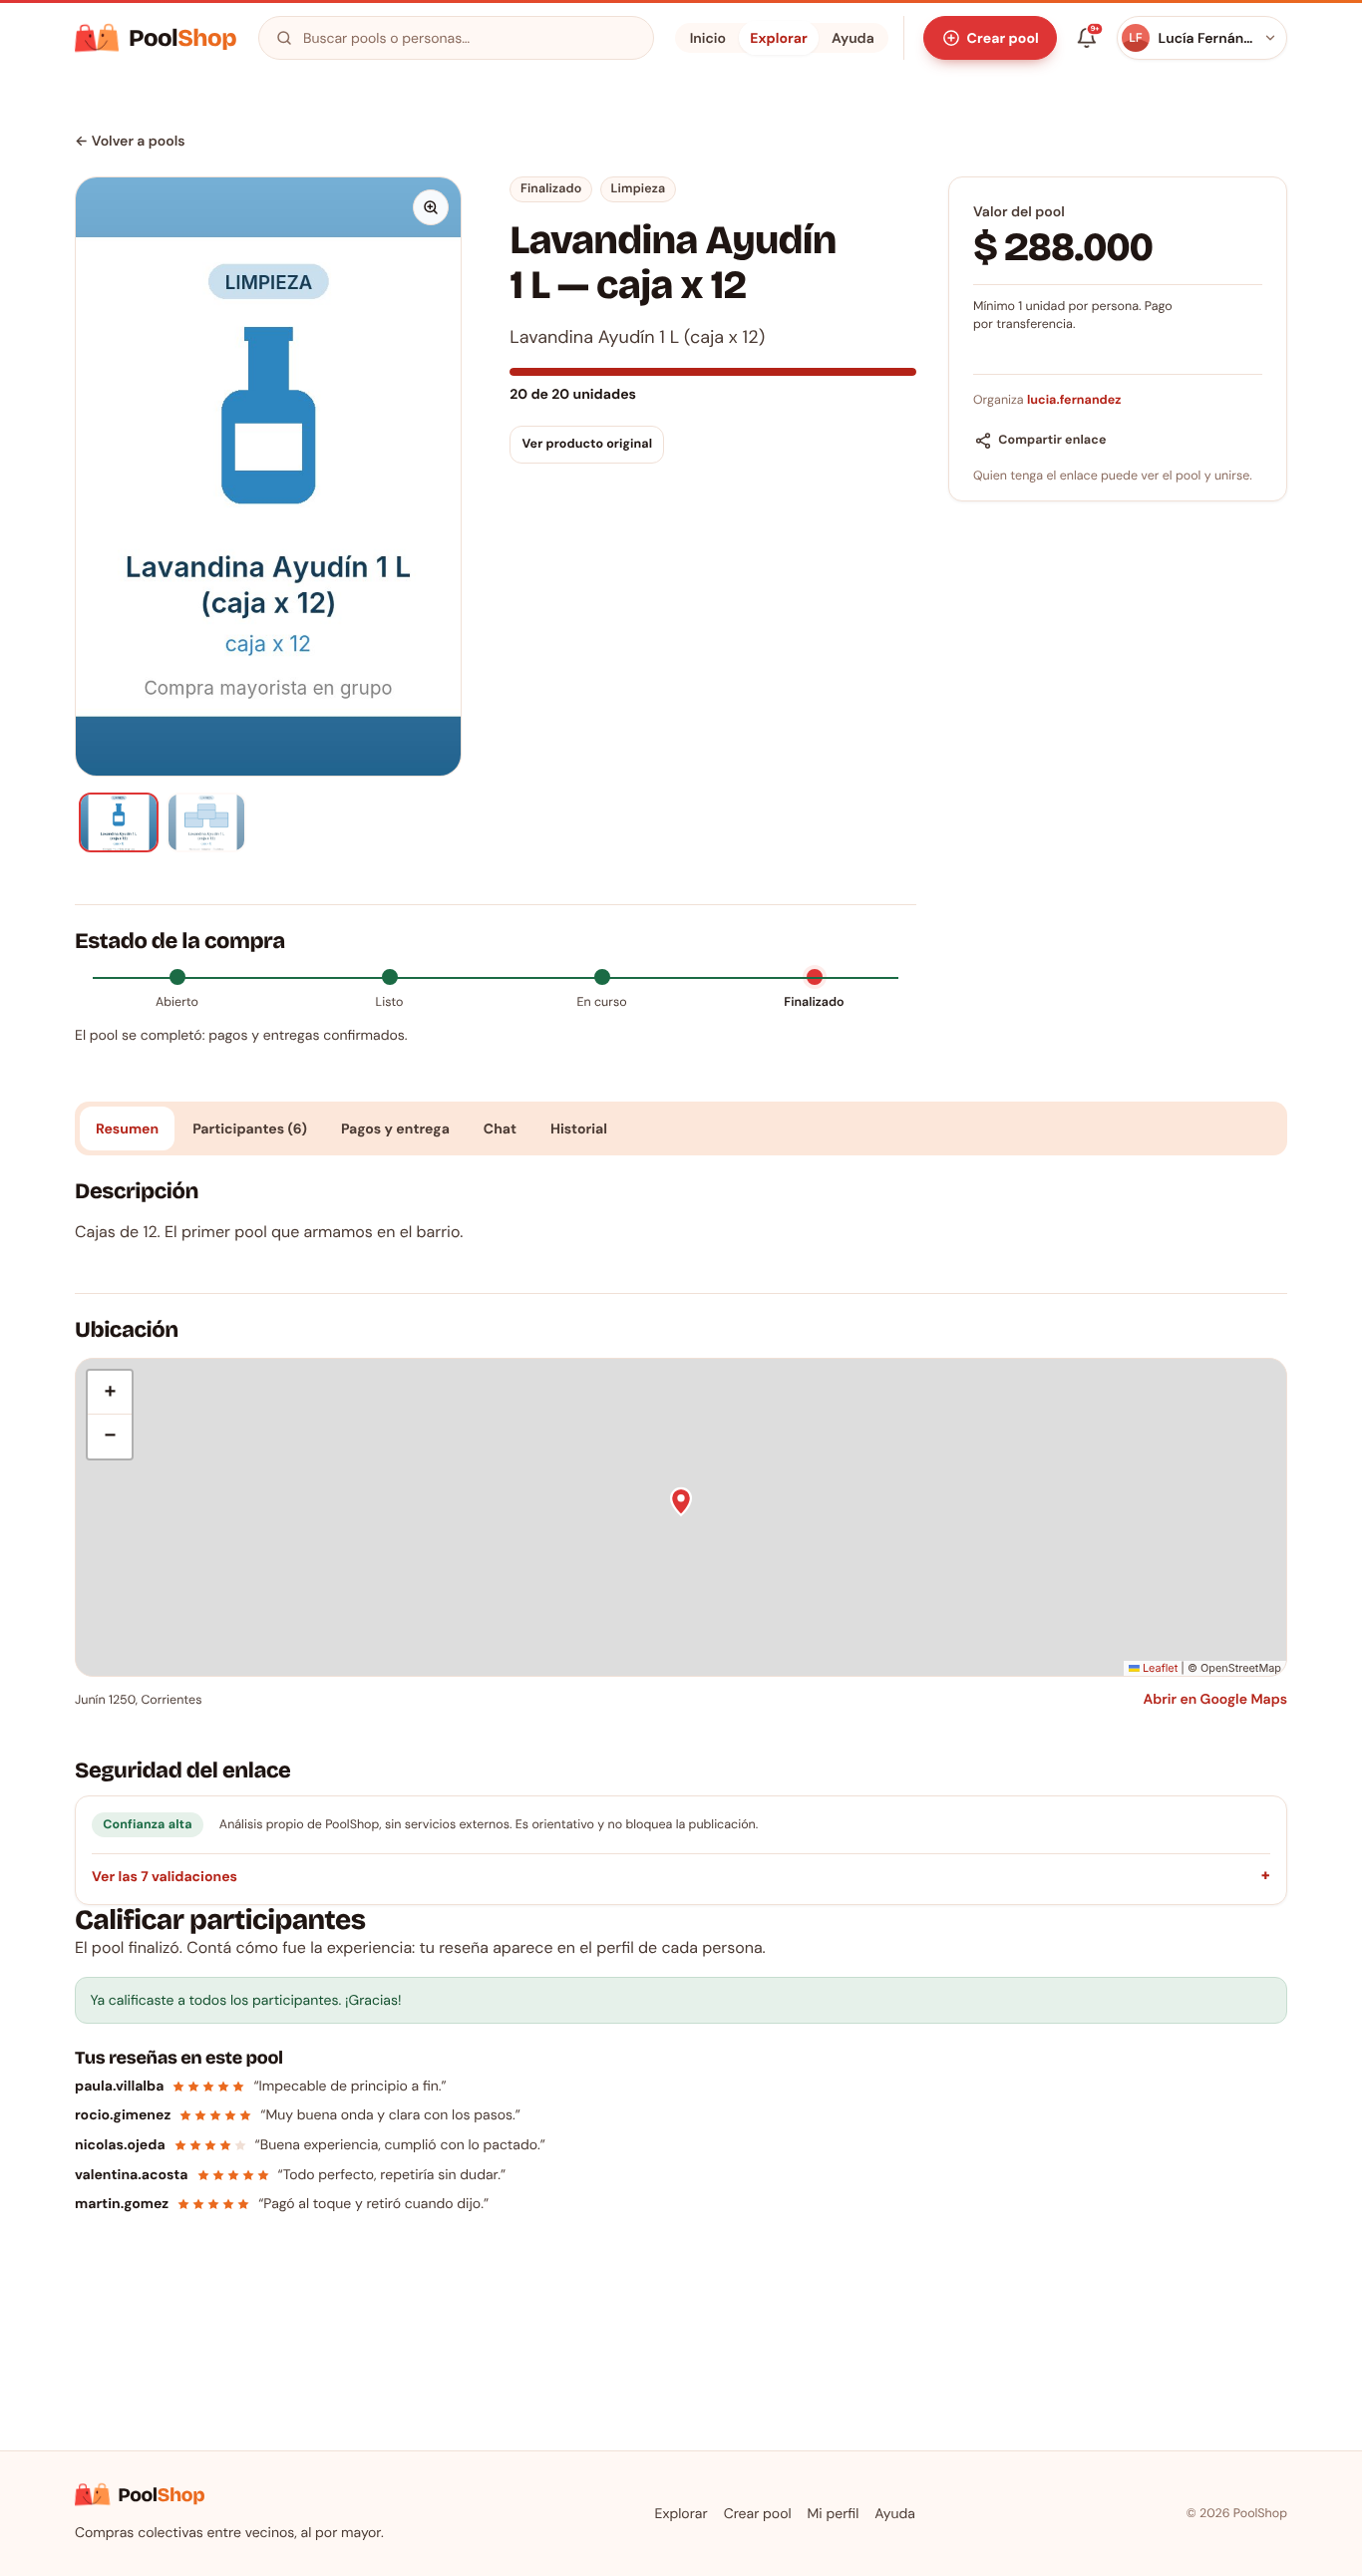 PoolShop
Buscar pools o personas...
Inicio
Explorar
Ayuda
Crear pool
9+
LF
Lucía Fernán...
← Volver a pools
LIMPIEZA
Lavandina Ayudín 1 L
(caja x 12)
caja x 12
Compra mayorista en grupo
Finalizado
Limpieza
Lavandina Ayudín
1 L — caja x 12
Lavandina Ayudín 1 L (caja x 12)
20 de 20 unidades
Ver producto original
Valor del pool
$ 288.000
Mínimo 1 unidad por persona. Pago
por transferencia.
Organiza lucia.fernandez
Compartir enlace
Quien tenga el enlace puede ver el pool y unirse.
Estado de la compra
Abierto
Listo
En curso
Finalizado
El pool se completó: pagos y entregas confirmados.
Resumen
Participantes (6)
Pagos y entrega
Chat
Historial
Descripción
Cajas de 12. El primer pool que armamos en el barrio.
Ubicación
+
−
Leaflet | © OpenStreetMap
Junín 1250, Corrientes
Abrir en Google Maps
Seguridad del enlace
Confianza alta
Análisis propio de PoolShop, sin servicios externos. Es orientativo y no bloquea la publicación.
Ver las 7 validaciones
+
Calificar participantes
El pool finalizó. Contá cómo fue la experiencia: tu reseña aparece en el perfil de cada persona.
Ya calificaste a todos los participantes. ¡Gracias!
Tus reseñas en este pool
paula.villalba ★★★★★ “Impecable de principio a fin.”
rocio.gimenez ★★★★★ “Muy buena onda y clara con los pasos.”
nicolas.ojeda ★★★★★ “Buena experiencia, cumplió con lo pactado.”
valentina.acosta ★★★★★ “Todo perfecto, repetiría sin dudar.”
martin.gomez ★★★★★ “Pagó al toque y retiró cuando dijo.”
PoolShop
Compras colectivas entre vecinos, al por mayor.
Explorar
Crear pool
Mi perfil
Ayuda
© 2026 PoolShop